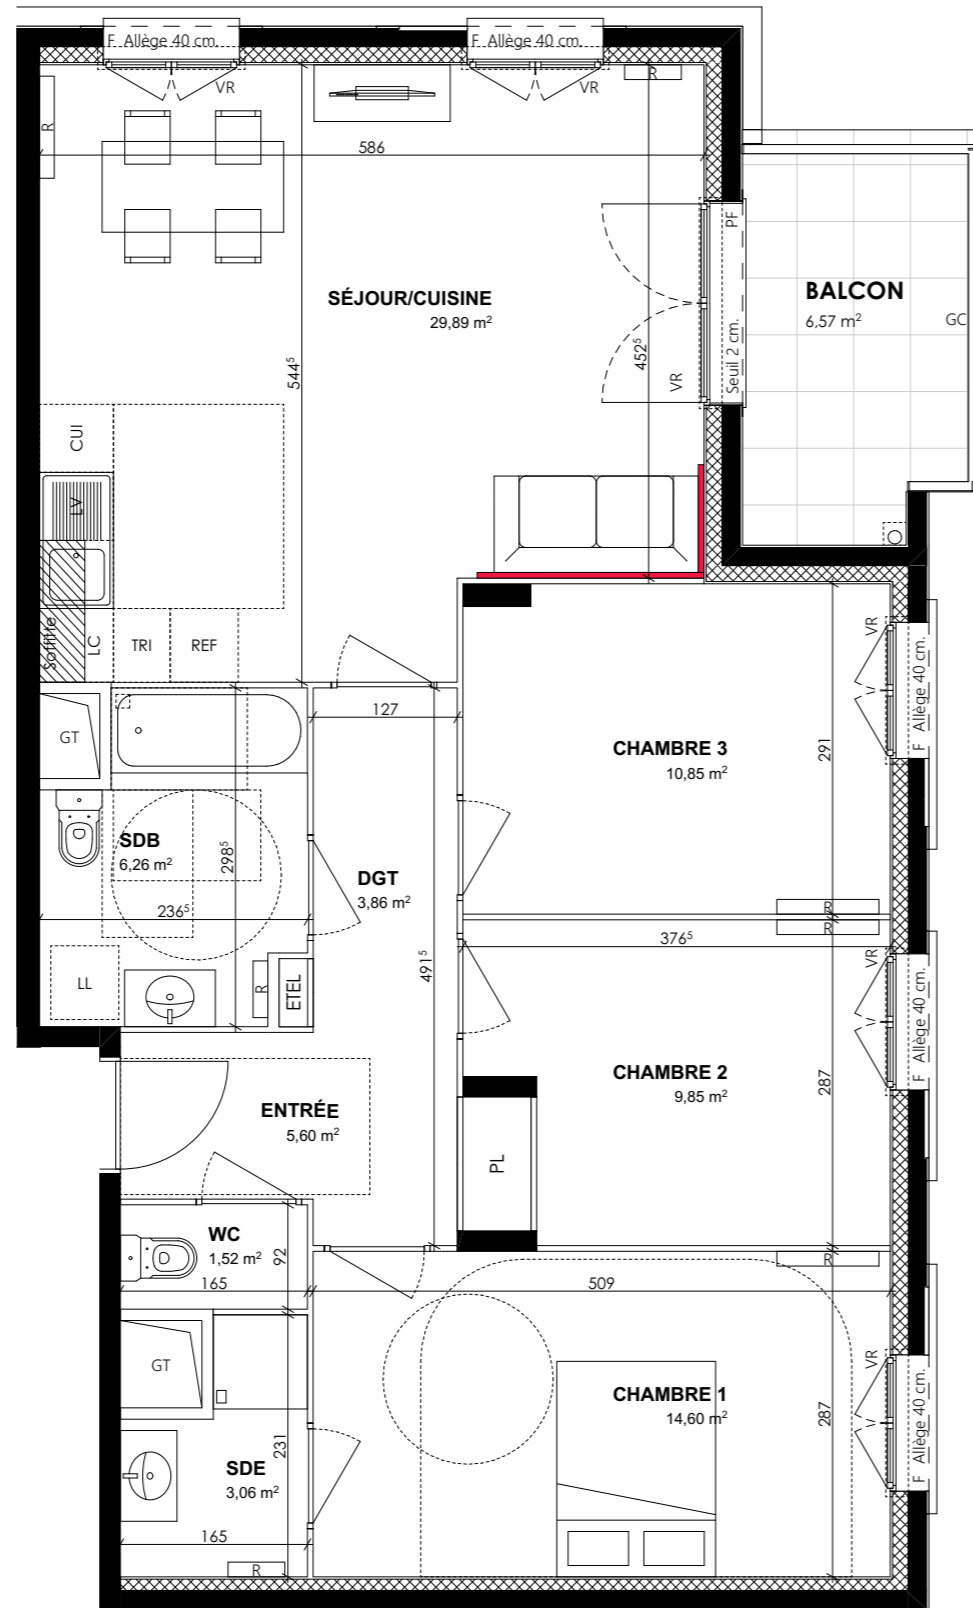 F Allège 40 cm.
F Allège 40 cm.
VR
VR
R
R
586
PF
SÉJOUR/CUISINE
29,89 m²
BALCON
6,57 m²
GC
544⁵
452⁵
VR
Seuil 2 cm.
CUI
LV
Soffitte
LC
TRI
REF
VR
F Allège 40 cm.
GT
127
CHAMBRE 3
10,85 m²
291
SDB
6,26 m²
298⁵
DGT
3,86 m²
236⁵
R
R
376⁵
491⁵
VR
F Allège 40 cm.
LL
R
ETEL
CHAMBRE 2
9,85 m²
287
ENTRÉE
5,60 m²
PL
WC
1,52 m²
92
R
165
509
GT
VR
F Allège 40 cm.
CHAMBRE 1
14,60 m²
287
231
SDE
3,06 m²
165
R